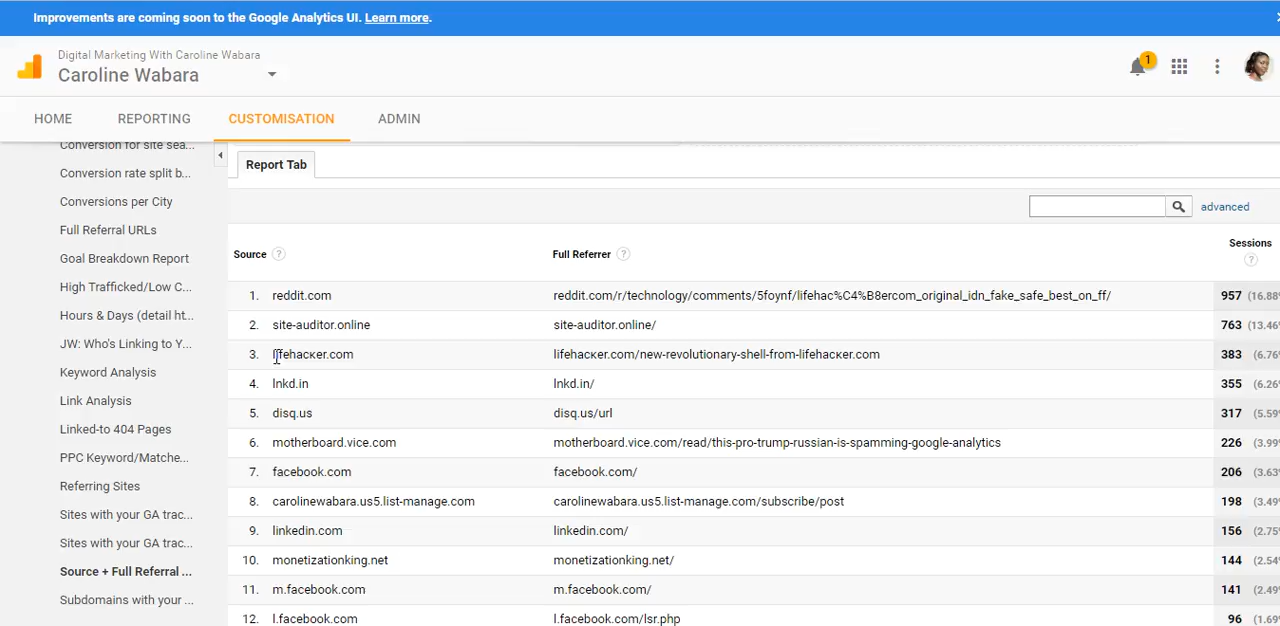 Improvements are coming soon to the Google Analytics UI. Learn more.
Digital Marketing With Caroline Wabara
Caroline Wabara
1
HOME REPORTING CUSTOMISATION ADMIN
Conversion for site sea...
Conversion rate split b...
Conversions per City
Full Referral URLs
Goal Breakdown Report
High Trafficked/Low C...
Hours & Days (detail ht...
JW: Who's Linking to Y...
Keyword Analysis
Link Analysis
Linked-to 404 Pages
PPC Keyword/Matche...
Referring Sites
Sites with your GA trac...
Sites with your GA trac...
Source + Full Referral ...
Subdomains with your ...
Report Tab
advanced
Source ? Full Referrer ? Sessions ?
1. reddit.com reddit.com/r/technology/comments/5foynf/lifehac%C4%B8ercom_original_idn_fake_safe_best_on_ff/ 957 (16.88%
2. site-auditor.online site-auditor.online/ 763 (13.46%
3. lifehacĸer.com lifehacĸer.com/new-revolutionary-shell-from-lifehacĸer.com 383 (6.76%
4. lnkd.in lnkd.in/ 355 (6.26%
5. disq.us disq.us/url 317 (5.59%
6. motherboard.vice.com motherboard.vice.com/read/this-pro-trump-russian-is-spamming-google-analytics 226 (3.99%
7. facebook.com facebook.com/ 206 (3.63%
8. carolinewabara.us5.list-manage.com carolinewabara.us5.list-manage.com/subscribe/post 198 (3.49%
9. linkedin.com linkedin.com/ 156 (2.75%
10. monetizationking.net monetizationking.net/ 144 (2.54%
11. m.facebook.com m.facebook.com/ 141 (2.49%
12. l.facebook.com l.facebook.com/lsr.php 96 (1.69%